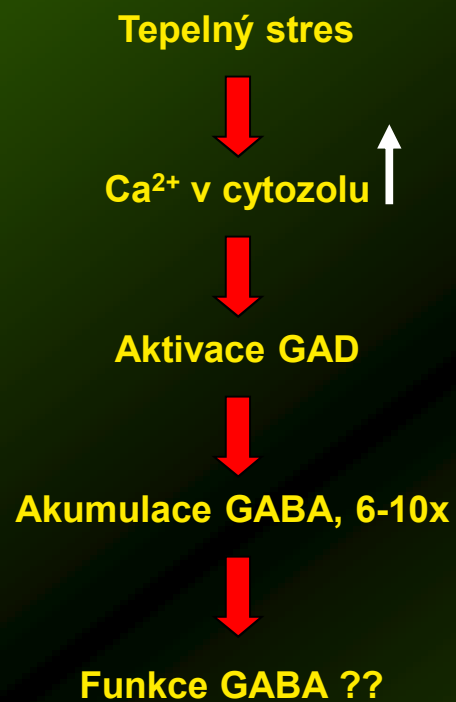 Tepelný stres
Ca²⁺ v cytozolu
Aktivace GAD
Akumulace GABA, 6-10x
Funkce GABA ??